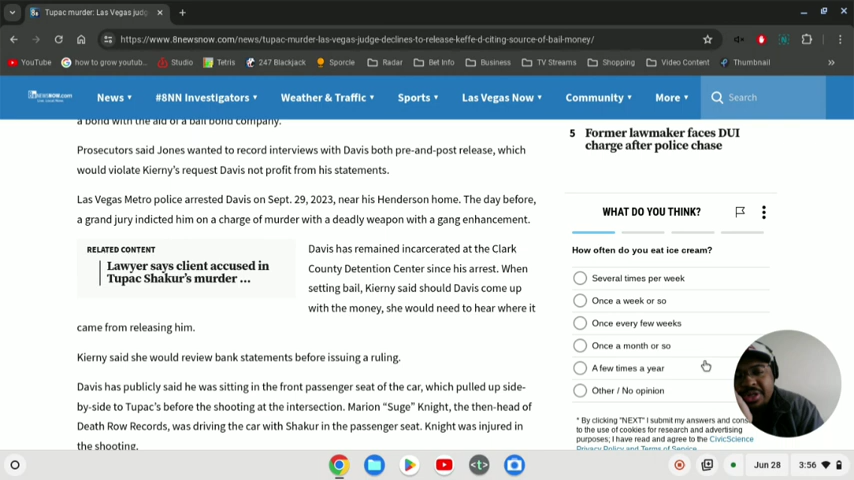 Tupac murder: Las Vegas judg
https://www.8newsnow.com/news/tupac-murder-las-vegas-judge-declines-to-release-keffe-d-citing-source-of-bail-money/
YouTube
how to grow youtub...
Studio
Tetris
247 Blackjack
Sporcle
Radar
Bet Info
Business
TV Streams
Shopping
Video Content
Thumbnail
8NEWSNOW.COM
News
#8NN Investigators
Weather & Traffic
Sports
Las Vegas Now
Community
More
Search
a bond with the aid of a bail bond company.
Prosecutors said Jones wanted to record interviews with Davis both pre-and-post release, which
would violate Kierny's request Davis not profit from his statements.
Las Vegas Metro police arrested Davis on Sept. 29, 2023, near his Henderson home. The day before,
a grand jury indicted him on a charge of murder with a deadly weapon with a gang enhancement.
RELATED CONTENT
Lawyer says client accused in
Tupac Shakur's murder ...
Davis has remained incarcerated at the Clark
County Detention Center since his arrest. When
setting bail, Kierny said should Davis come up
with the money, she would need to hear where it
came from releasing him.
Kierny said she would review bank statements before issuing a ruling.
Davis has publicly said he was sitting in the front passenger seat of the car, which pulled up side-
by-side to Tupac's before the shooting at the intersection. Marion "Suge" Knight, the then-head of
Death Row Records, was driving the car with Shakur in the passenger seat. Knight was injured in
the shooting.
5 Former lawmaker faces DUI
charge after police chase
WHAT DO YOU THINK?
How often do you eat ice cream?
Several times per week
Once a week or so
Once every few weeks
Once a month or so
A few times a year
Other / No opinion
* By clicking "NEXT" I submit my answers and cons
to the use of cookies for research and advertising
purposes; I have read and agree to the CivicScience
Privacy Policy and Terms of Service
Jun 28
3:56